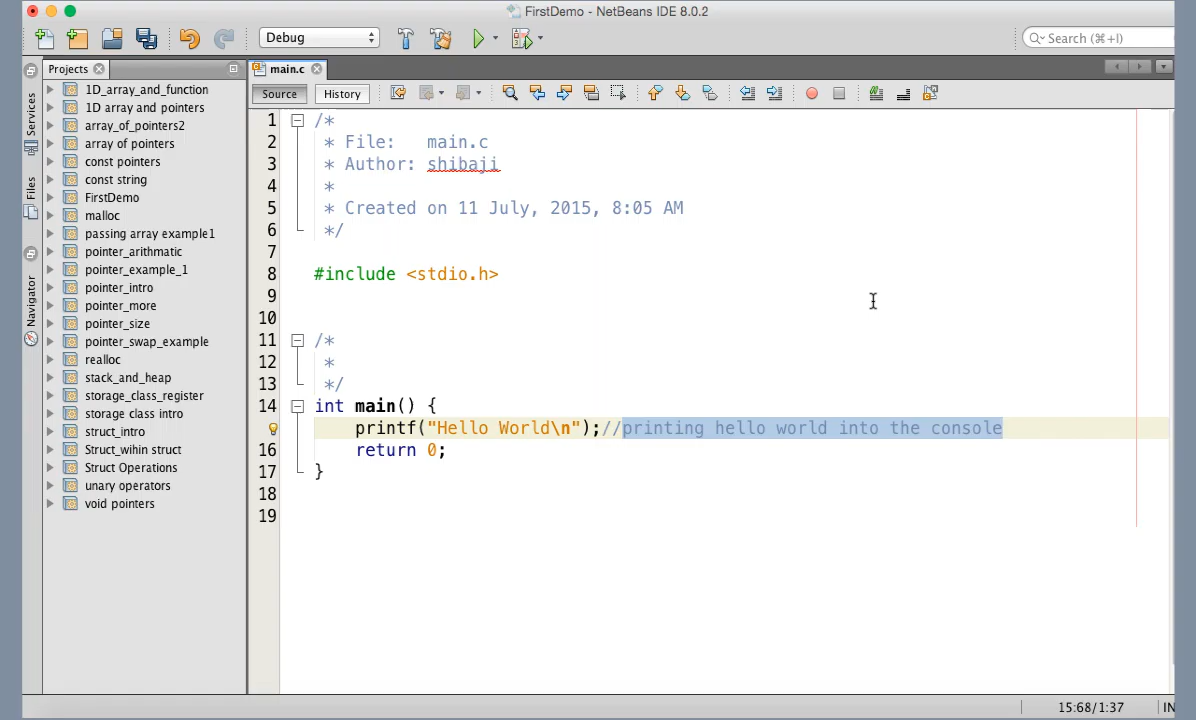 FirstDemo - NetBeans IDE 8.0.2
Debug
Search (⌘+I)
Projects
main.c
Services
Files
Navigator
Source
History
1D_array_and_function
1D array and pointers
array_of_pointers2
array of pointers
const pointers
const string
FirstDemo
malloc
passing array example1
pointer_arithmatic
pointer_example_1
pointer_intro
pointer_more
pointer_size
pointer_swap_example
realloc
stack_and_heap
storage_class_register
storage class intro
struct_intro
Struct_wihin struct
Struct Operations
unary operators
void pointers
1 /*
2 * File:   main.c
3 * Author: shibaji
4 *
5 * Created on 11 July, 2015, 8:05 AM
6 */
7
8 #include <stdio.h>
9
10
11 /*
12 *
13 */
14 int main() {
printf("Hello World\n");//printing hello world into the console
16 return 0;
17 }
18
19
15:68/1:37
IN